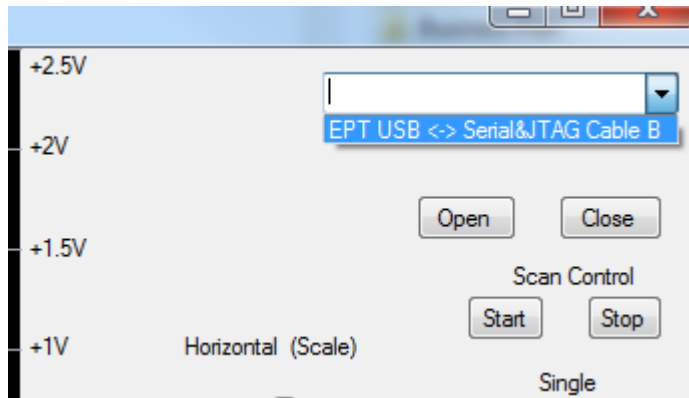 +2.5V
EPT USB <-> Serial&JTAG Cable B
+2V
Open
Close
+1.5V
Scan Control
Start
Stop
+1V
Horizontal (Scale)
Single